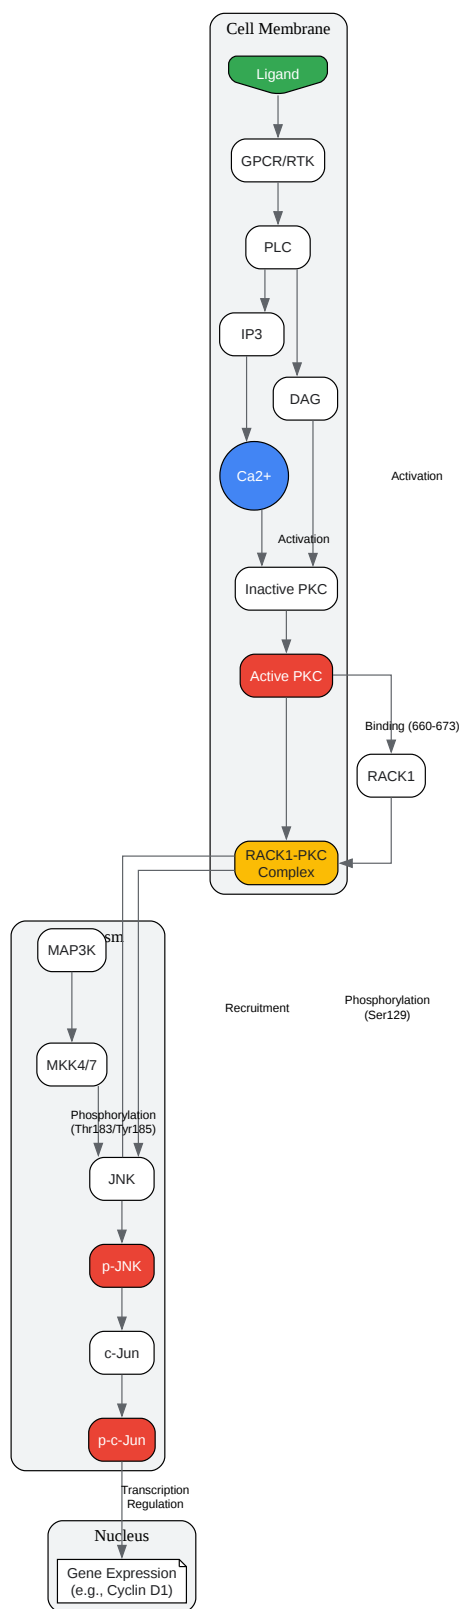 Cell Membrane
Ligand
GPCR/RTK
PLC
IP3
DAG
Ca2+
Activation
Activation
Inactive PKC
Active PKC
Binding (660-673)
RACK1
RACK1-PKC
Complex
MAP3K
Recruitment
Phosphorylation
(Ser129)
MKK4/7
Phosphorylation
(Thr183/Tyr185)
JNK
p-JNK
c-Jun
p-c-Jun
Transcription
Regulation
Nucleus
Gene Expression
(e.g., Cyclin D1)